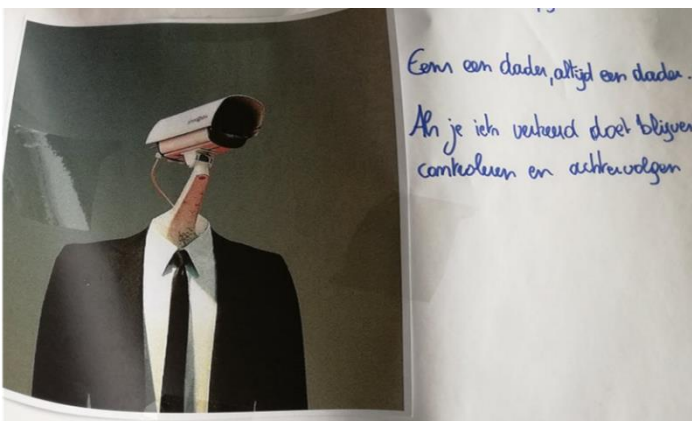 Eens een dader, altijd een dader.
Als je iets verkeerd doet blijven
controleren en achtervolgen